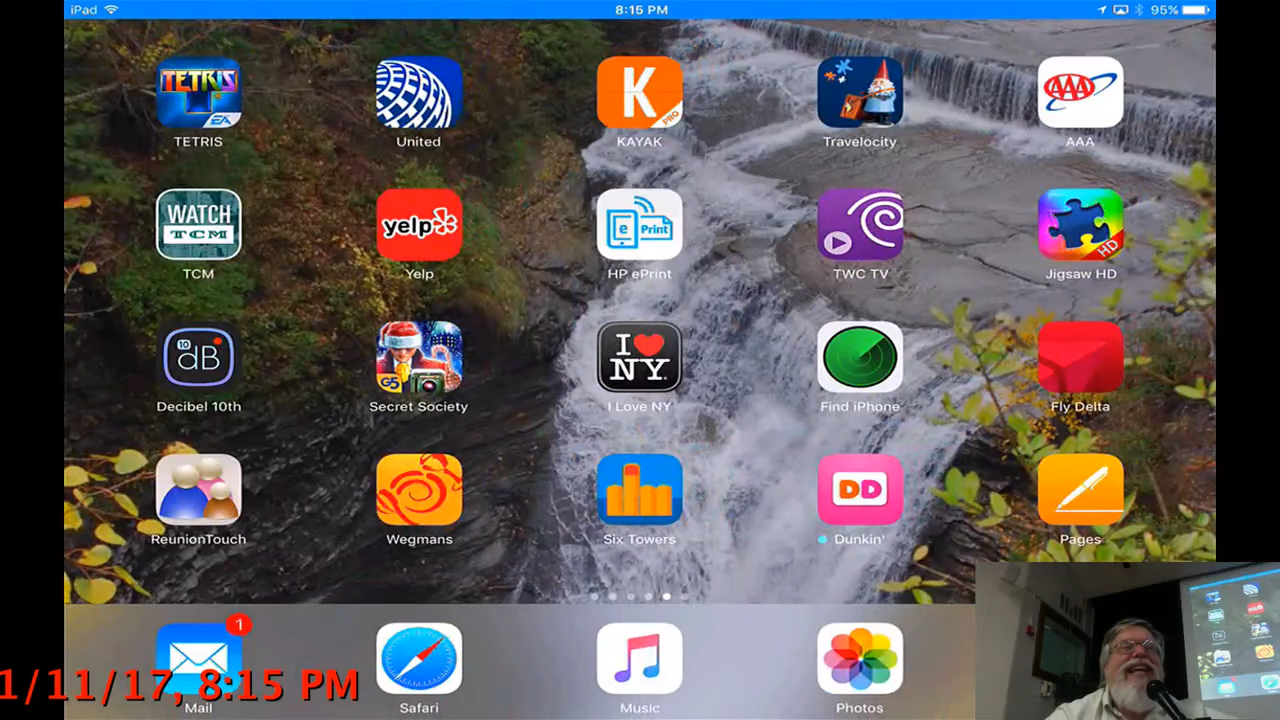 iPad 8:15 PM 95%
TETRIS EA K PRO AAA
TETRIS United KAYAK Travelocity AAA
WATCH TCM yelp e Print HD
TCM Yelp HP ePrint TWC TV Jigsaw HD
10 dB G5 I NY.
Decibel 10th Secret Society I Love NY Find iPhone Fly Delta
DD
ReunionTouch Wegmans Six Towers Dunkin' Pages
1
1/11/17, 8:15 PM
Mail Safari Music Photos